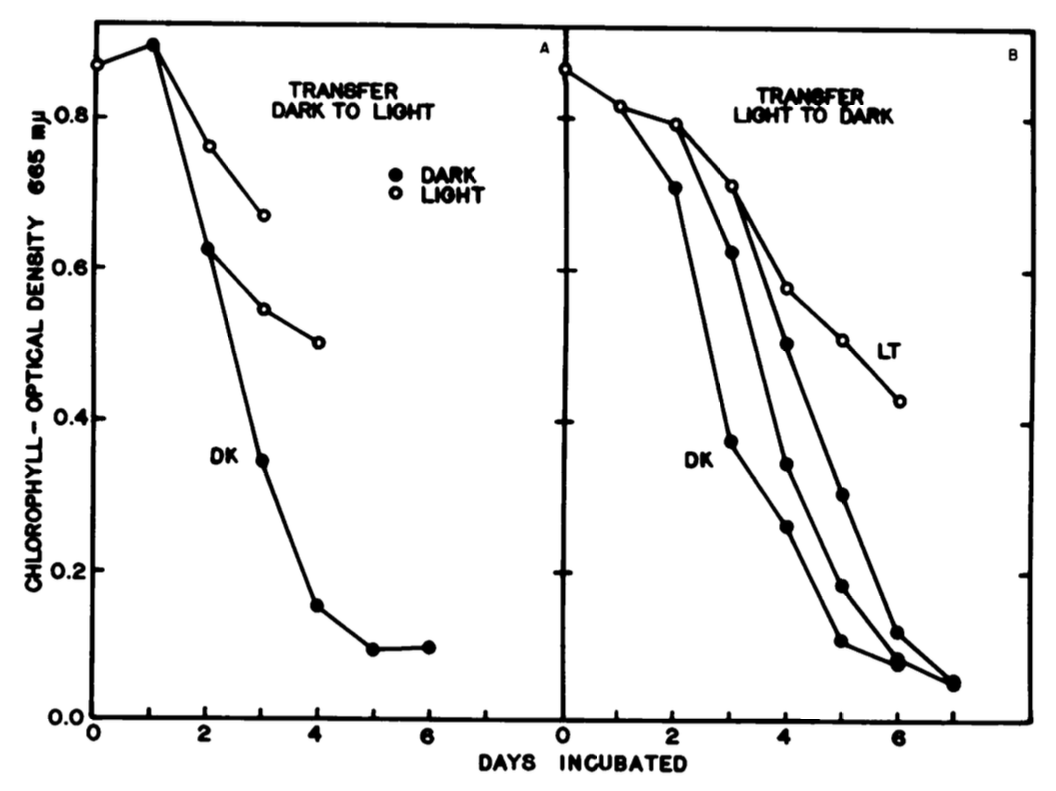 A
B
TRANSFER
DARK TO LIGHT
TRANSFER
LIGHT TO DARK
● DARK
○ LIGHT
CHLOROPHYLL-OPTICAL DENSITY 665 mμ
0.8
0.6
0.4
0.2
0.0
DK
DK
LT
0 2 4 6 0 2 4 6
DAYS INCUBATED